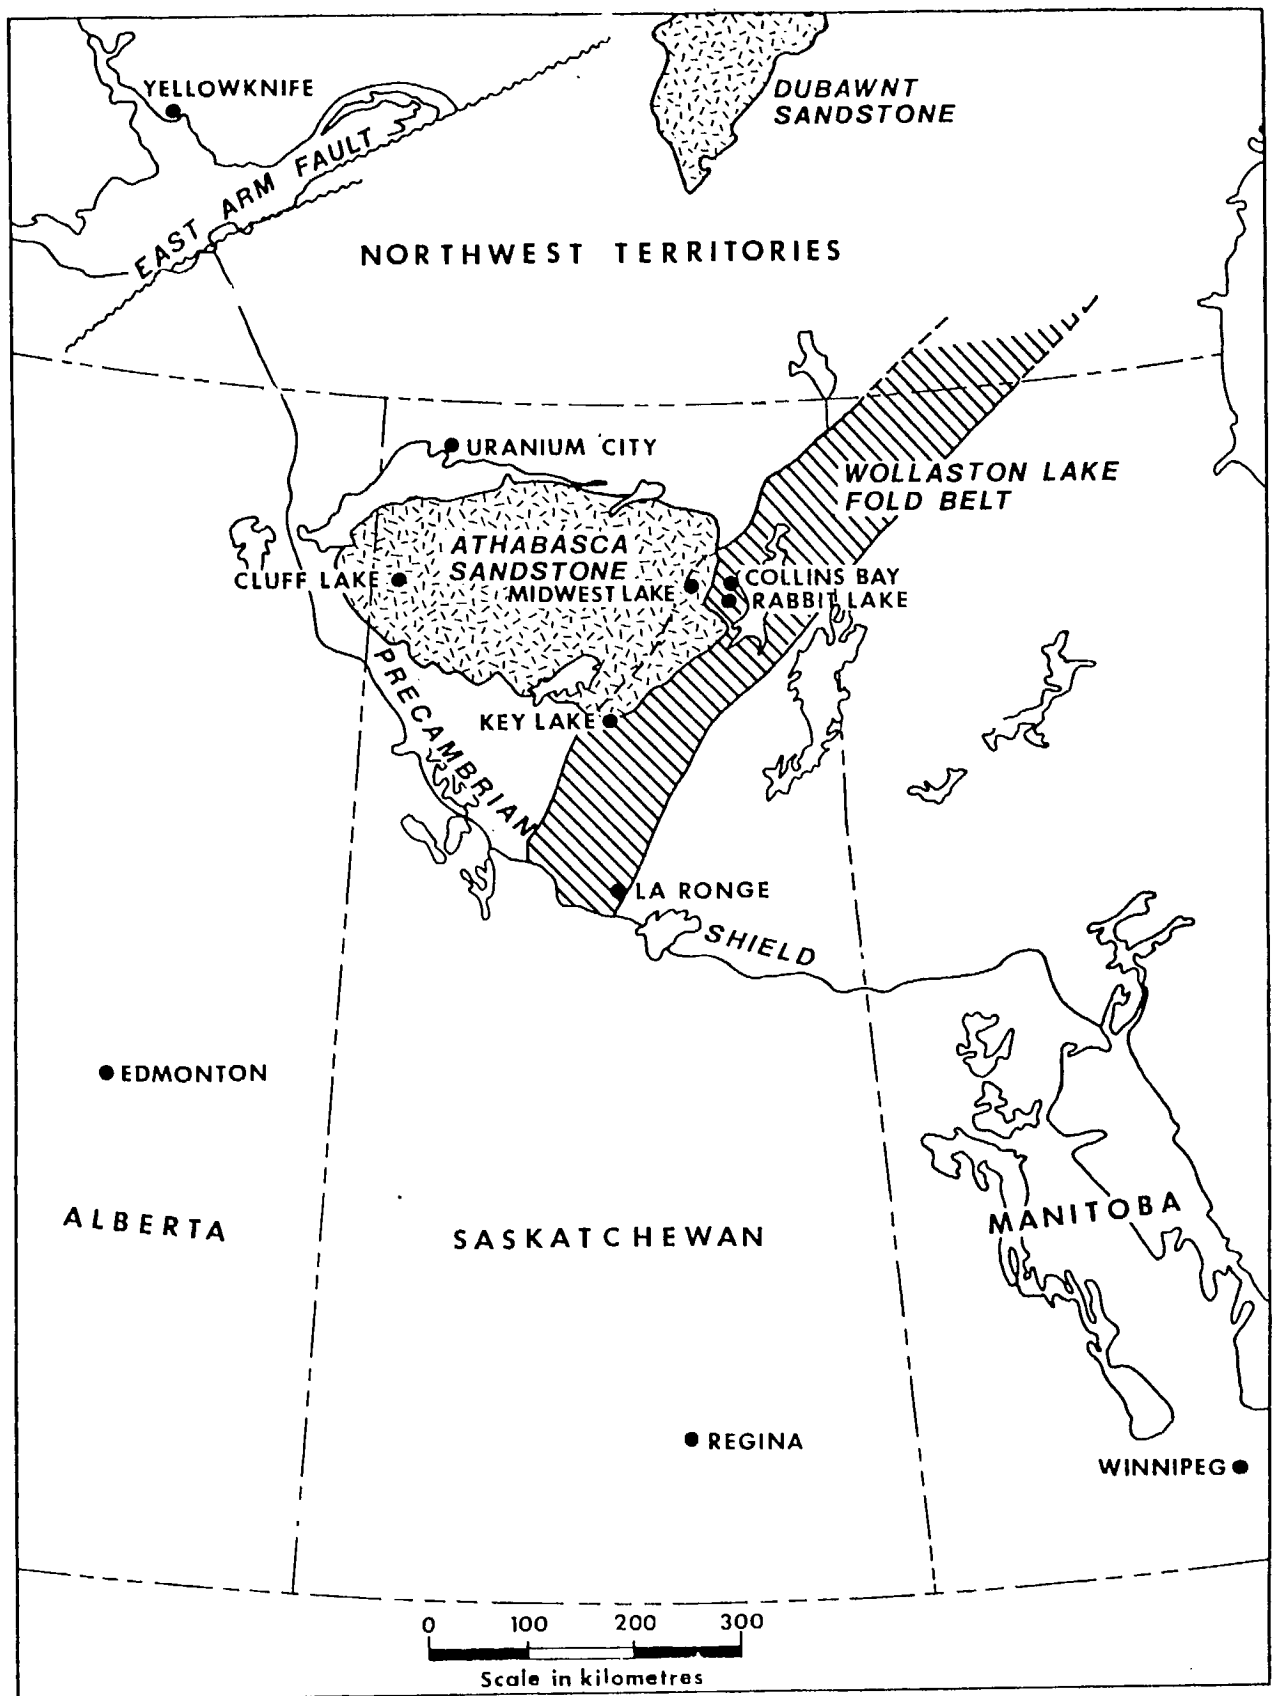 YELLOWKNIFE
DUBAWNT
SANDSTONE
EAST ARM FAULT
NORTHWEST TERRITORIES
URANIUM CITY
WOLLASTON LAKE
FOLD BELT
ATHABASCA
SANDSTONE
CLUFF LAKE
MIDWEST LAKE
COLLINS BAY
RABBIT LAKE
KEY LAKE
PRECAMBRIAN
LA RONGE
SHIELD
EDMONTON
ALBERTA
SASKATCHEWAN
MANITOBA
REGINA
WINNIPEG
0 100 200 300
Scale in kilometres